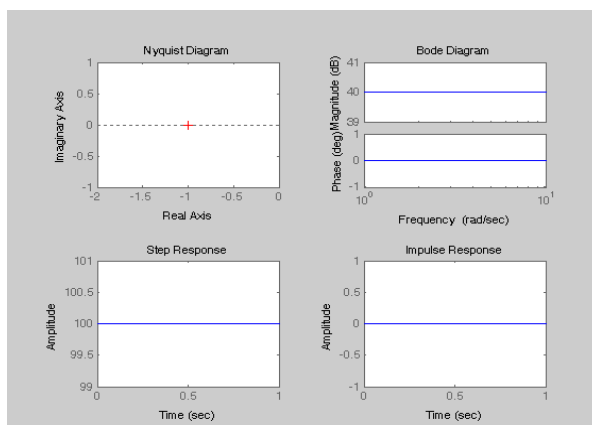 Nyquist Diagram
1
0.5
0
-0.5
-1
-2
-1.5
-1
-0.5
0
Imaginary Axis
Real Axis
Bode Diagram
41
40
39
Magnitude (dB)
1
0
-1
Phase (deg)
10^0
10^1
Frequency (rad/sec)
Step Response
101
100.5
100
99.5
99
0
0.5
1
Amplitude
Time (sec)
Impulse Response
1
0.5
0
-0.5
-1
0
0.5
1
Amplitude
Time (sec)